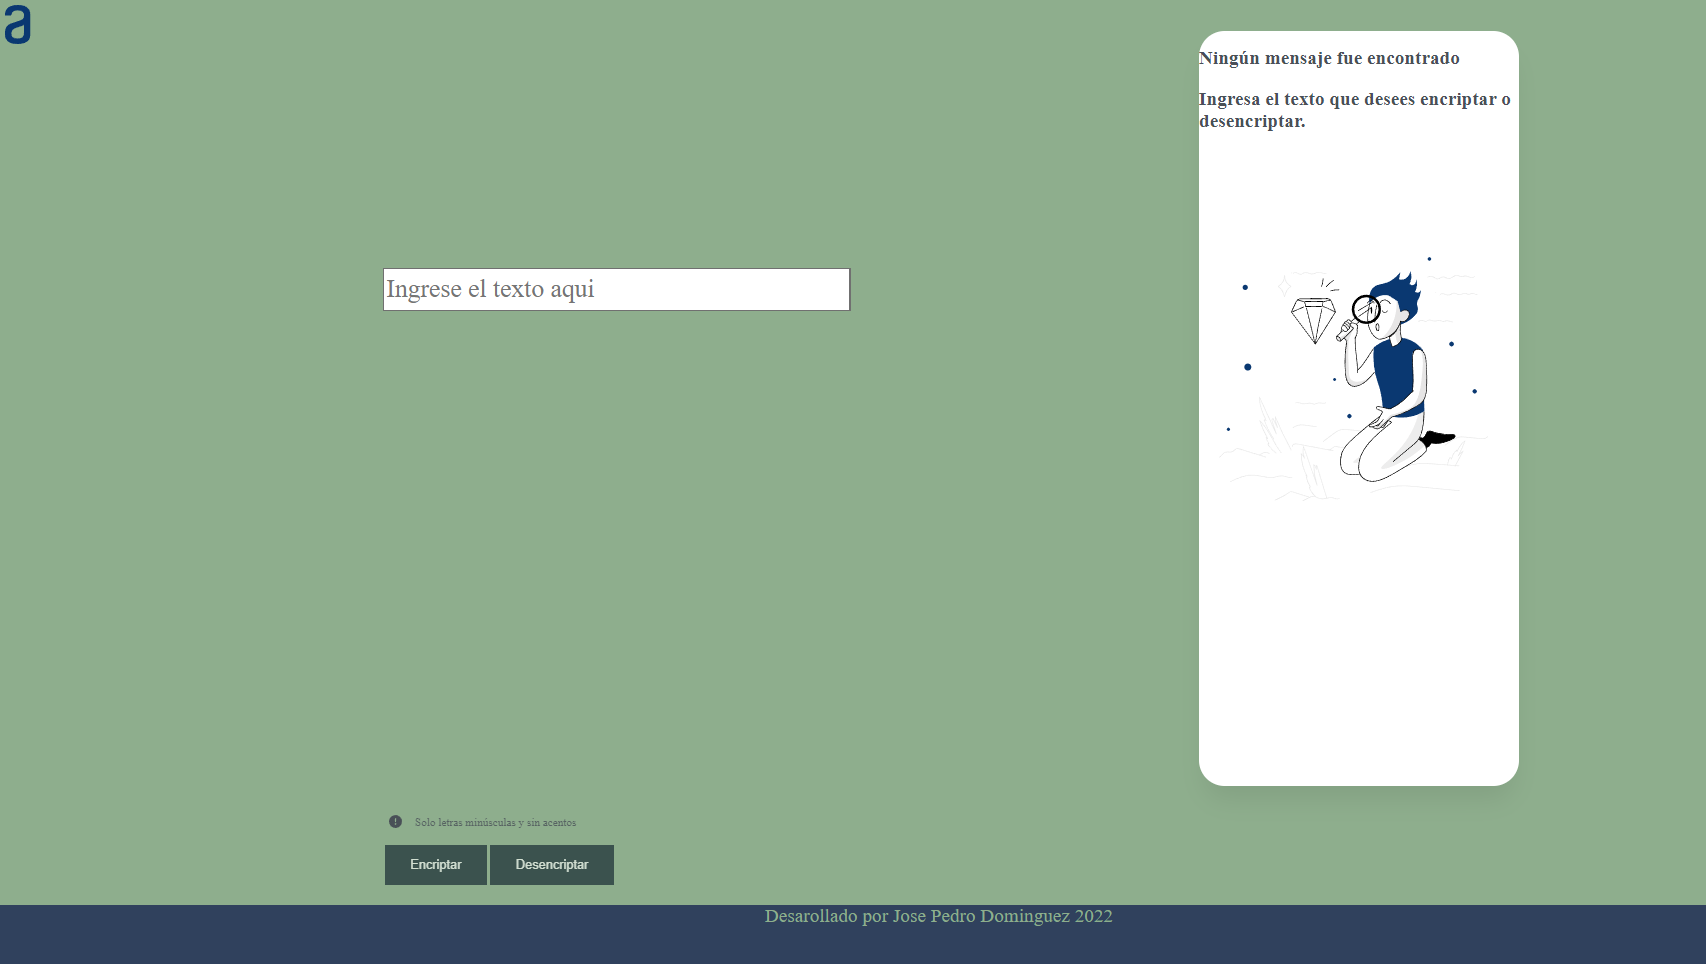 a
Ningún mensaje fue encontrado
Ingresa el texto que desees encriptar o
desencriptar.
Ingrese el texto aqui
Solo letras minúsculas y sin acentos
Encriptar
Desencriptar
Desarollado por Jose Pedro Dominguez 2022